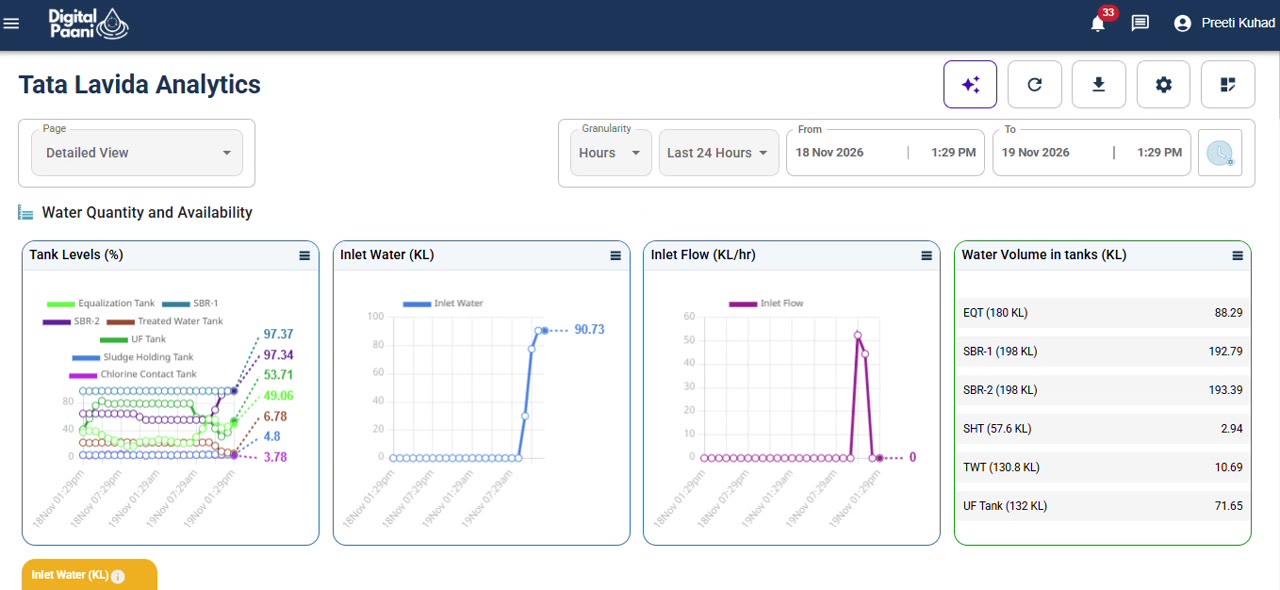 Digital
Paani
33
Preeti Kuhad
Tata Lavida Analytics
Page
Detailed View
Granularity
Hours
Last 24 Hours
From
18 Nov 2026 | 1:29 PM
To
19 Nov 2026 | 1:29 PM
Water Quantity and Availability
Tank Levels (%)
Equalization Tank SBR-1
SBR-2 Treated Water Tank
UF Tank
Sludge Holding Tank
Chlorine Contact Tank
97.37
97.34
53.71
49.06
6.78
4.8
3.78
80
40
0
18Nov 01:29pm
18Nov 07:29pm
19Nov 01:29am
19Nov 07:29am
19Nov 01:29pm
Inlet Water (KL)
Inlet Water
100
80
60
40
20
0
90.73
18Nov 01:29pm
18Nov 07:29pm
19Nov 01:29am
19Nov 07:29am
Inlet Flow (KL/hr)
Inlet Flow
60
50
40
30
20
10
0
0
18Nov 01:29pm
18Nov 07:29pm
19Nov 01:29am
19Nov 07:29am
19Nov 01:29pm
Water Volume in tanks (KL)
EQT (180 KL) 88.29
SBR-1 (198 KL) 192.79
SBR-2 (198 KL) 193.39
SHT (57.6 KL) 2.94
TWT (130.8 KL) 10.69
UF Tank (132 KL) 71.65
Inlet Water (KL) i